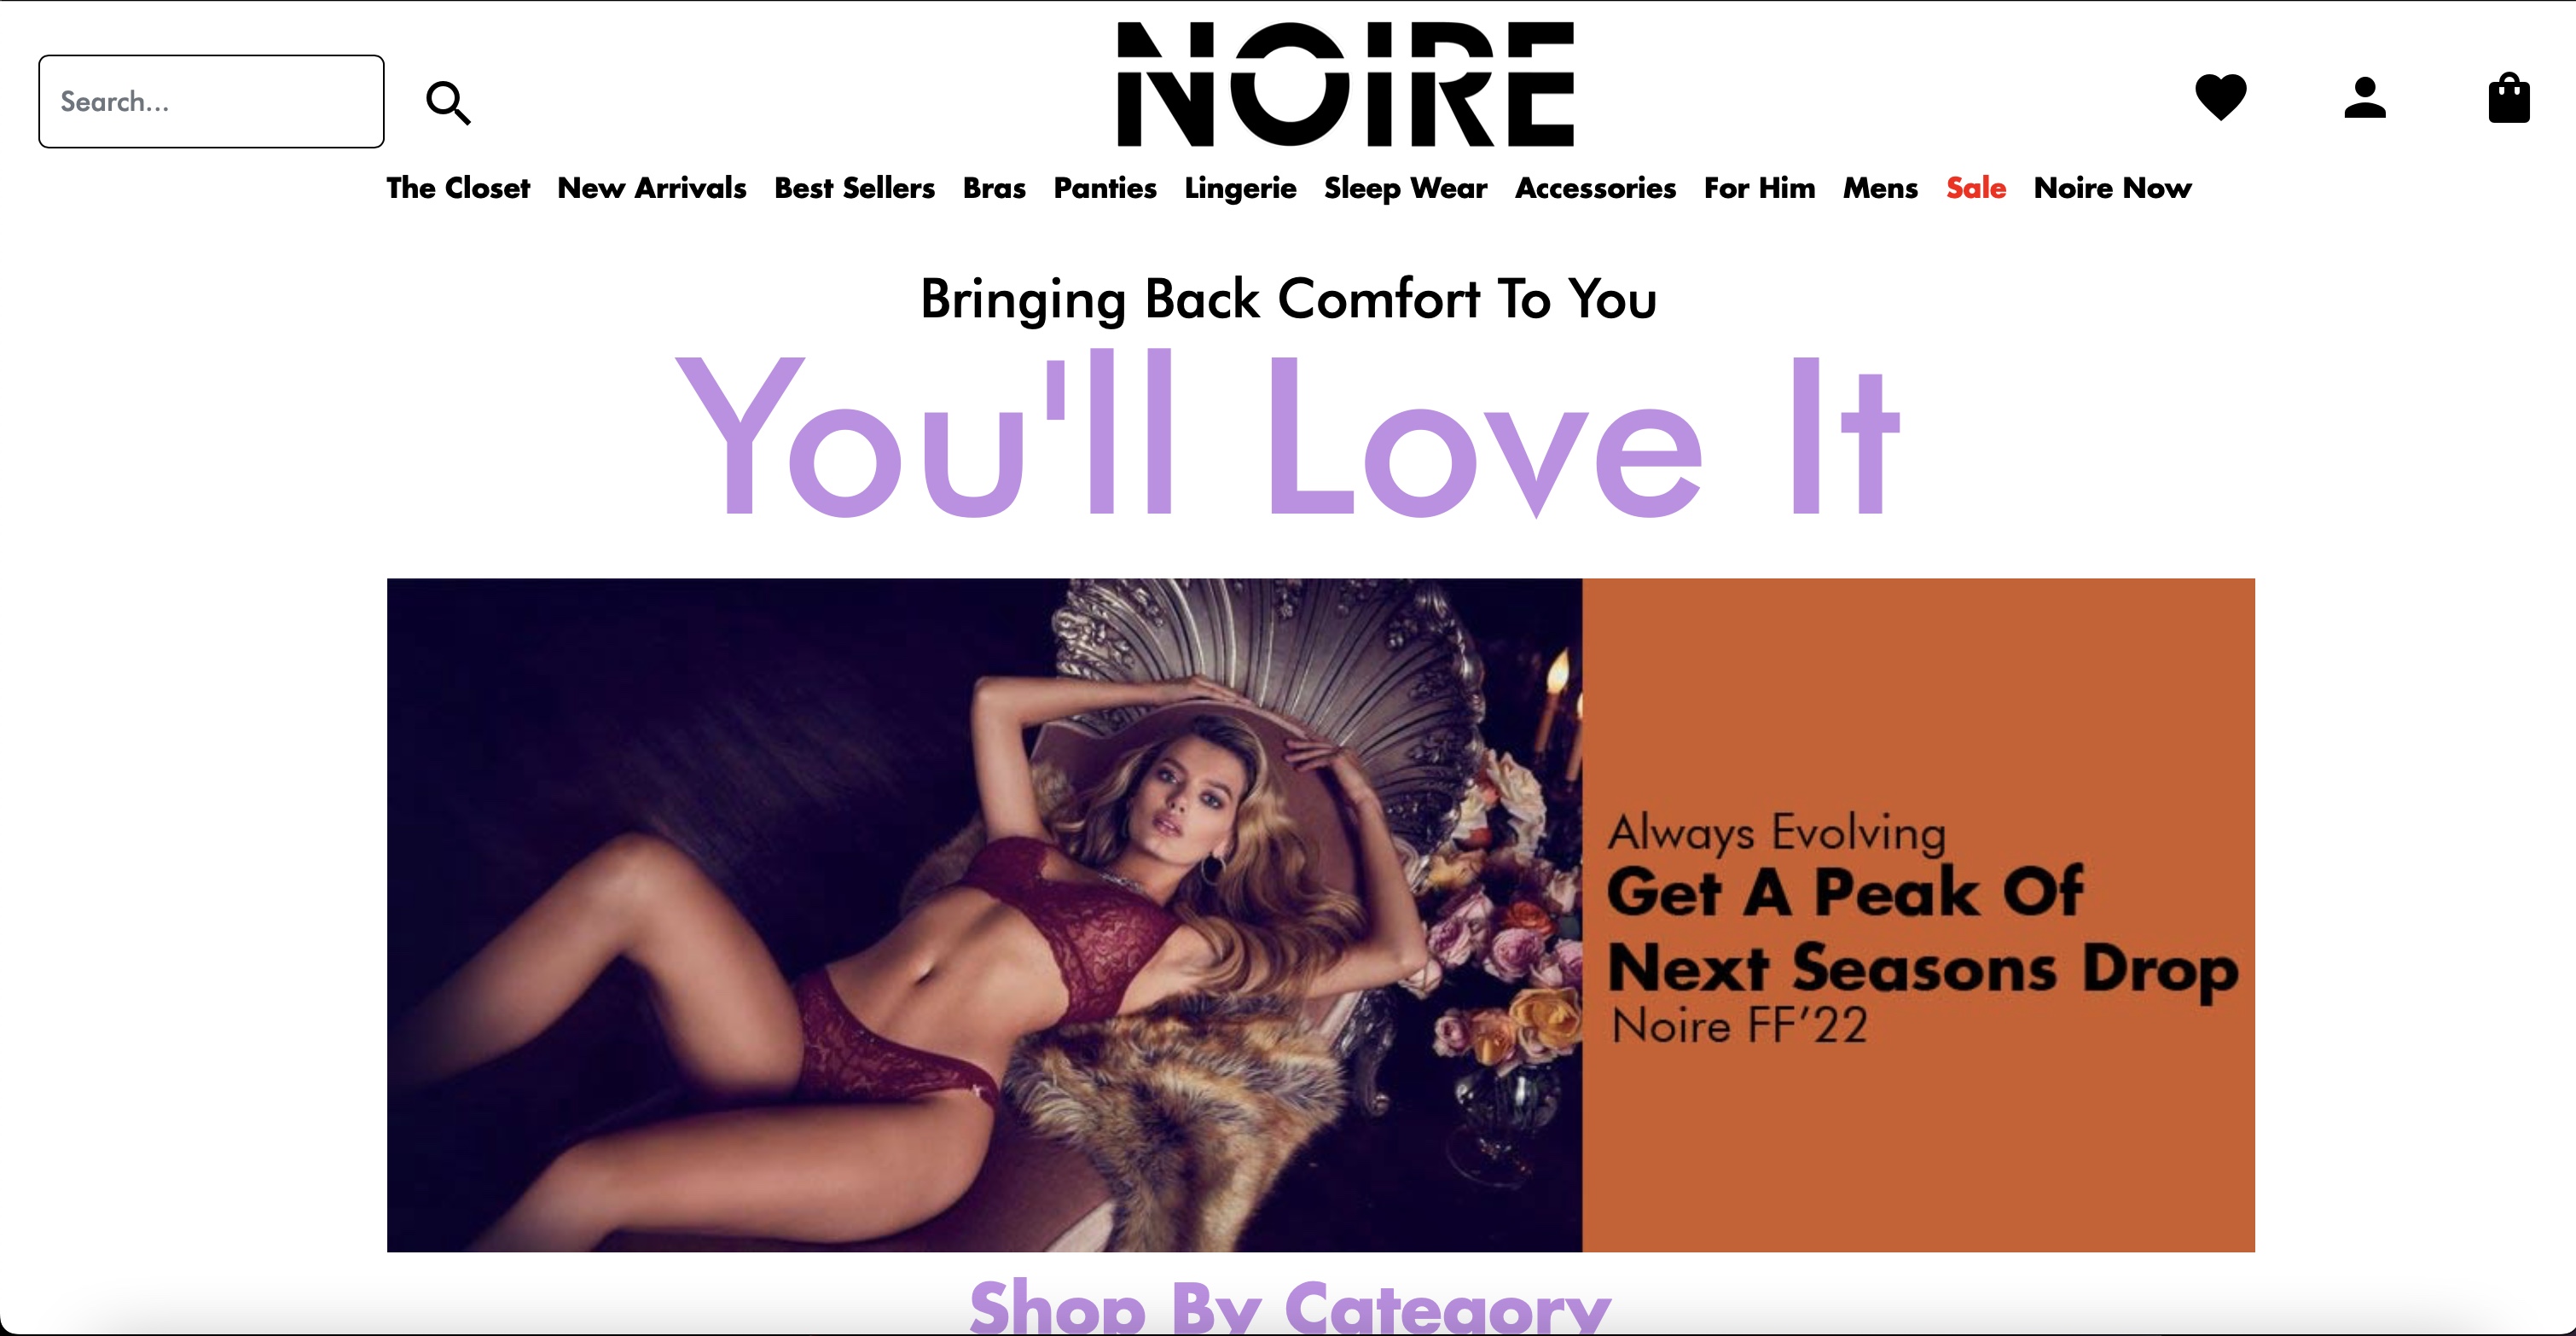 NOIRE
Search...
The Closet New Arrivals Best Sellers Bras Panties Lingerie Sleep Wear Accessories For Him Mens Sale Noire Now
Bringing Back Comfort To You
You'll Love It
Always Evolving
Get A Peak Of
Next Seasons Drop
Noire FF’22
Shop By Category